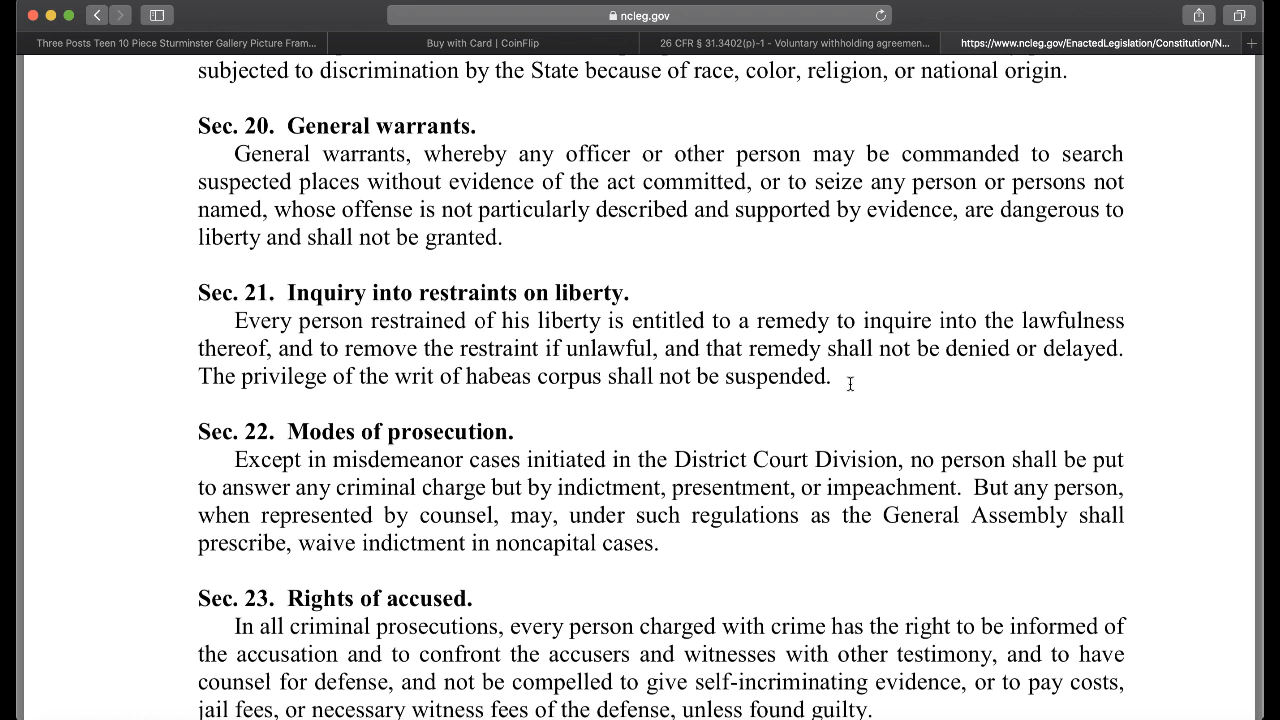 ncleg.gov
Three Posts Teen 10 Piece Sturminster Gallery Picture Fram...
Buy with Card | CoinFlip
26 CFR § 31.3402(p)-1 - Voluntary withholding agreemen...
https://www.ncleg.gov/EnactedLegislation/Constitution/N...
subjected to discrimination by the State because of race, color, religion, or national origin.
Sec. 20. General warrants.
General warrants, whereby any officer or other person may be commanded to search
suspected places without evidence of the act committed, or to seize any person or persons not
named, whose offense is not particularly described and supported by evidence, are dangerous to
liberty and shall not be granted.
Sec. 21. Inquiry into restraints on liberty.
Every person restrained of his liberty is entitled to a remedy to inquire into the lawfulness
thereof, and to remove the restraint if unlawful, and that remedy shall not be denied or delayed.
The privilege of the writ of habeas corpus shall not be suspended.
Sec. 22. Modes of prosecution.
Except in misdemeanor cases initiated in the District Court Division, no person shall be put
to answer any criminal charge but by indictment, presentment, or impeachment. But any person,
when represented by counsel, may, under such regulations as the General Assembly shall
prescribe, waive indictment in noncapital cases.
Sec. 23. Rights of accused.
In all criminal prosecutions, every person charged with crime has the right to be informed of
the accusation and to confront the accusers and witnesses with other testimony, and to have
counsel for defense, and not be compelled to give self-incriminating evidence, or to pay costs,
jail fees, or necessary witness fees of the defense, unless found guilty.